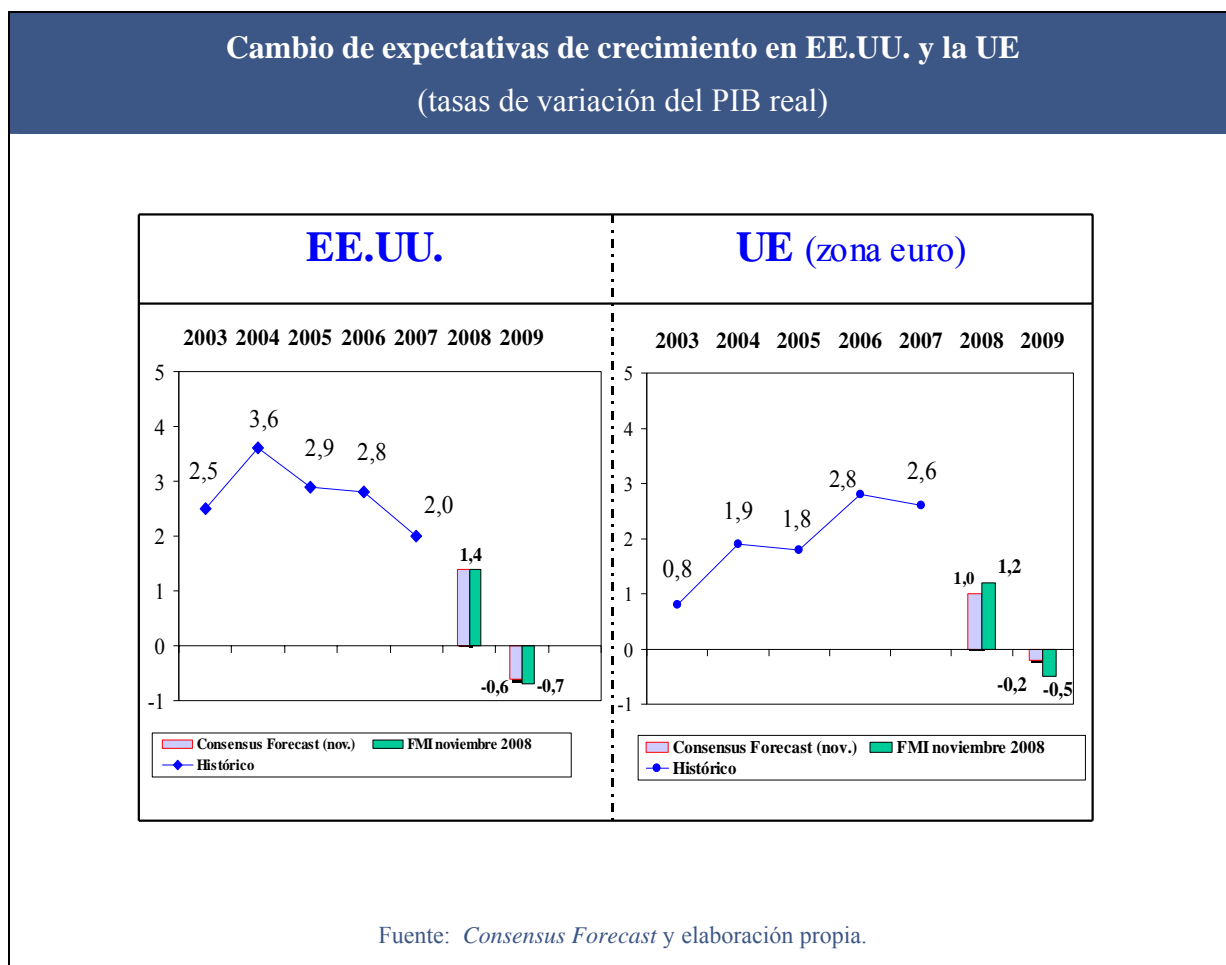 Cambio de expectativas de crecimiento en EE.UU. y la UE
(tasas de variación del PIB real)
EE.UU.
2003 2004 2005 2006 2007 2008 2009
5
4
3
2
1
0
-1
2,5
3,6
2,9
2,8
2,0
1,4
-0,6
-0,7
Consensus Forecast (nov.) FMI noviembre 2008
Histórico
UE (zona euro)
2003 2004 2005 2006 2007 2008 2009
5
4
3
2
1
0
-1
0,8
1,9
1,8
2,8
2,6
1,0
1,2
-0,2
-0,5
Consensus Forecast (nov.) FMI noviembre 2008
Histórico
Fuente: Consensus Forecast y elaboración propia.